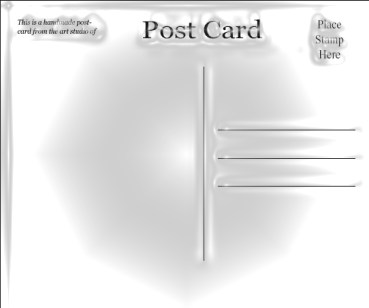 This is a handmade post-
card from the art studio of
Post Card
Place
Stamp
Here